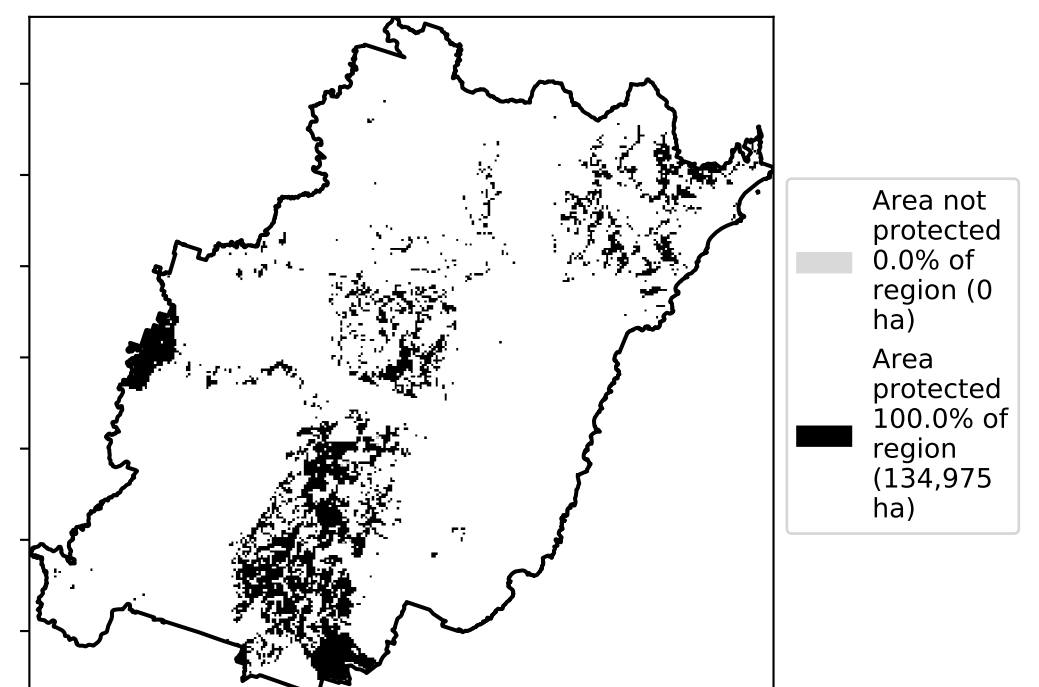 Area not
protected
0.0% of
region (0
ha)
Area
protected
100.0% of
region
(134,975
ha)